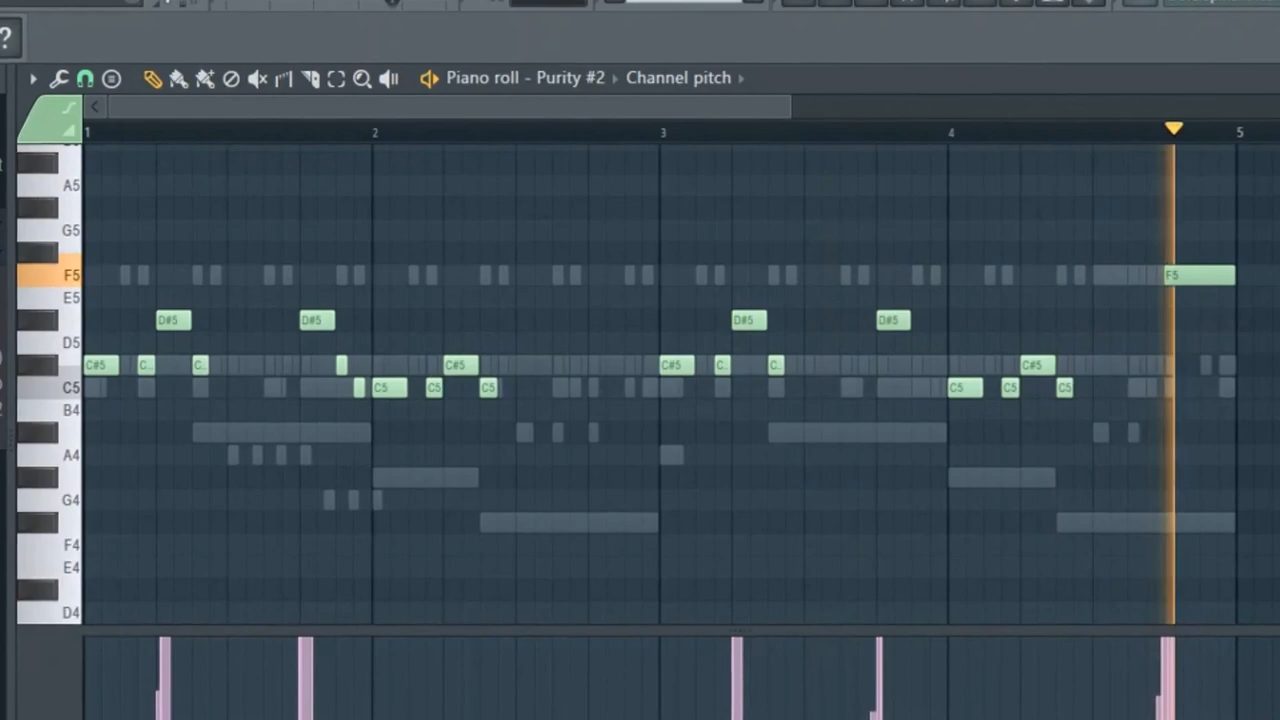 ?
Piano roll - Purity #2 › Channel pitch ›
1 2 3 4 5
A5
G5
F5 F5
E5
D#5 D#5 D#5 D#5
D5
C#5 C.. C.. C#5 C#5 C.. C.. C#5
C5 C5 C5 C5 C5 C5 C5
B4
A4
G4
F4
E4
D4